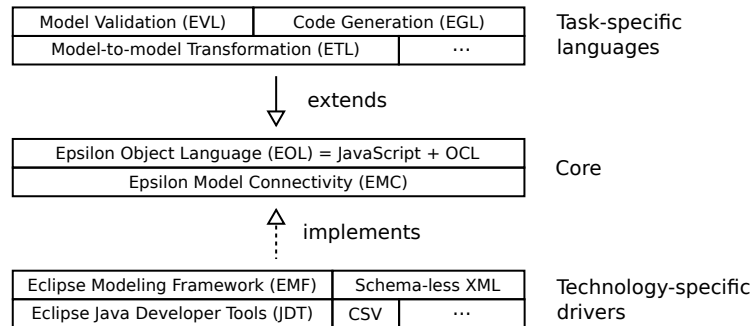 Model Validation (EVL)
Code Generation (EGL)
Model-to-model Transformation (ETL)
...
Task-specific
languages
extends
Epsilon Object Language (EOL) = JavaScript + OCL
Epsilon Model Connectivity (EMC)
Core
implements
Eclipse Modeling Framework (EMF)
Schema-less XML
Eclipse Java Developer Tools (JDT)
CSV
...
Technology-specific
drivers